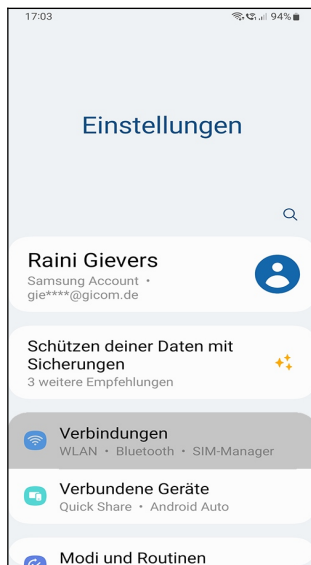 17:03 94%
Einstellungen
Raini Gievers
Samsung Account •
gie****@gicom.de
Schützen deiner Daten mit
Sicherungen
3 weitere Empfehlungen
Verbindungen
WLAN • Bluetooth • SIM-Manager
Verbundene Geräte
Quick Share • Android Auto
Modi und Routinen